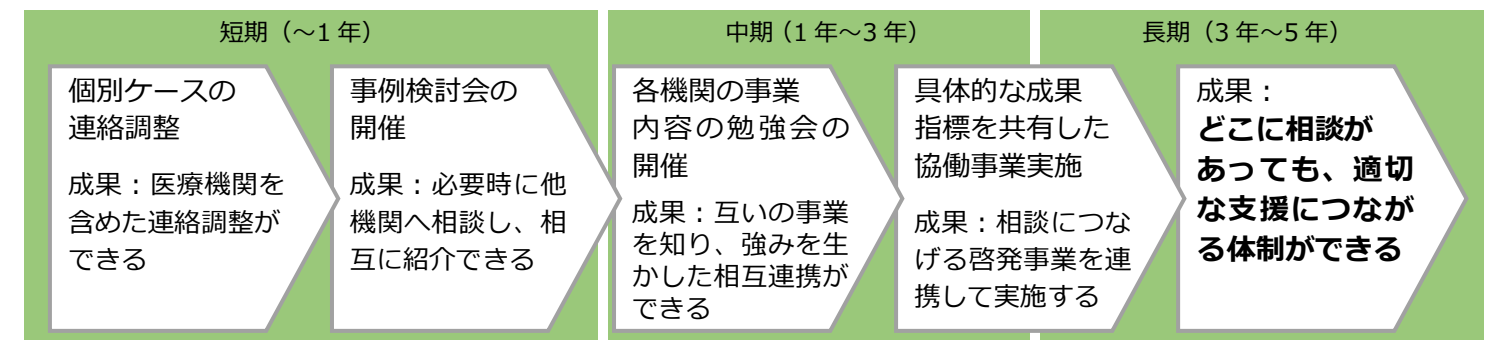 短期（～1 年）
中期（1 年～3 年）
長期（3 年～5 年）
個別ケースの
連絡調整
成果：医療機関を
含めた連絡調整が
できる
事例検討会の
開催
成果：必要時に他
機関へ相談し、相
互に紹介できる
各機関の事業
内容の勉強会の
開催
成果：互いの事業
を知り、強みを生
かした相互連携が
できる
具体的な成果
指標を共有した
協働事業実施
成果：相談につな
げる啓発事業を連
携して実施する
成果：
どこに相談が
あっても、適切
な支援につなが
る体制ができる